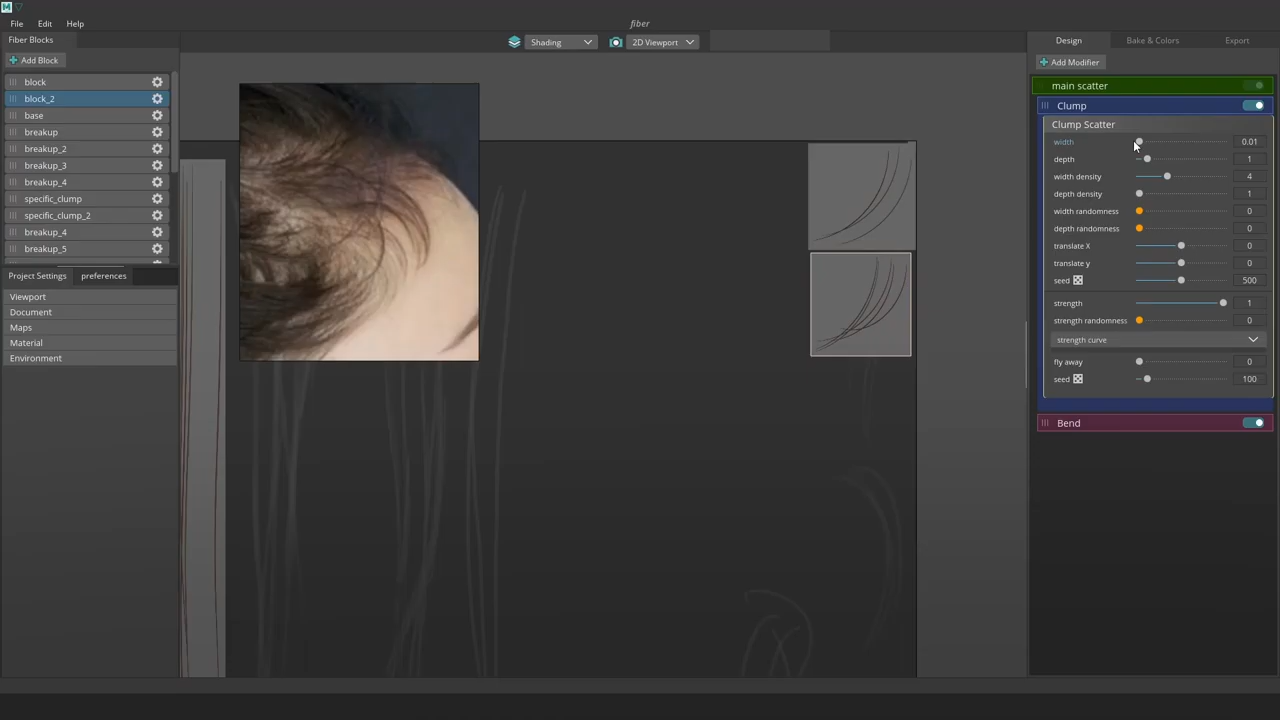 File Edit Help
fiber
Fiber Blocks
Shading
2D Viewport
Design Bake & Colors Export
Add Block
Add Modifier
block
block_2
base
breakup
breakup_2
breakup_3
breakup_4
specific_clump
specific_clump_2
breakup_4
breakup_5
Project Settings preferences
Viewport
Document
Maps
Material
Environment
main scatter
Clump
Clump Scatter
width 0.01
depth 1
width density 4
depth density 1
width randomness 0
depth randomness 0
translate X 0
translate y 0
seed 500
strength 1
strength randomness 0
strength curve
fly away 0
seed 100
Bend